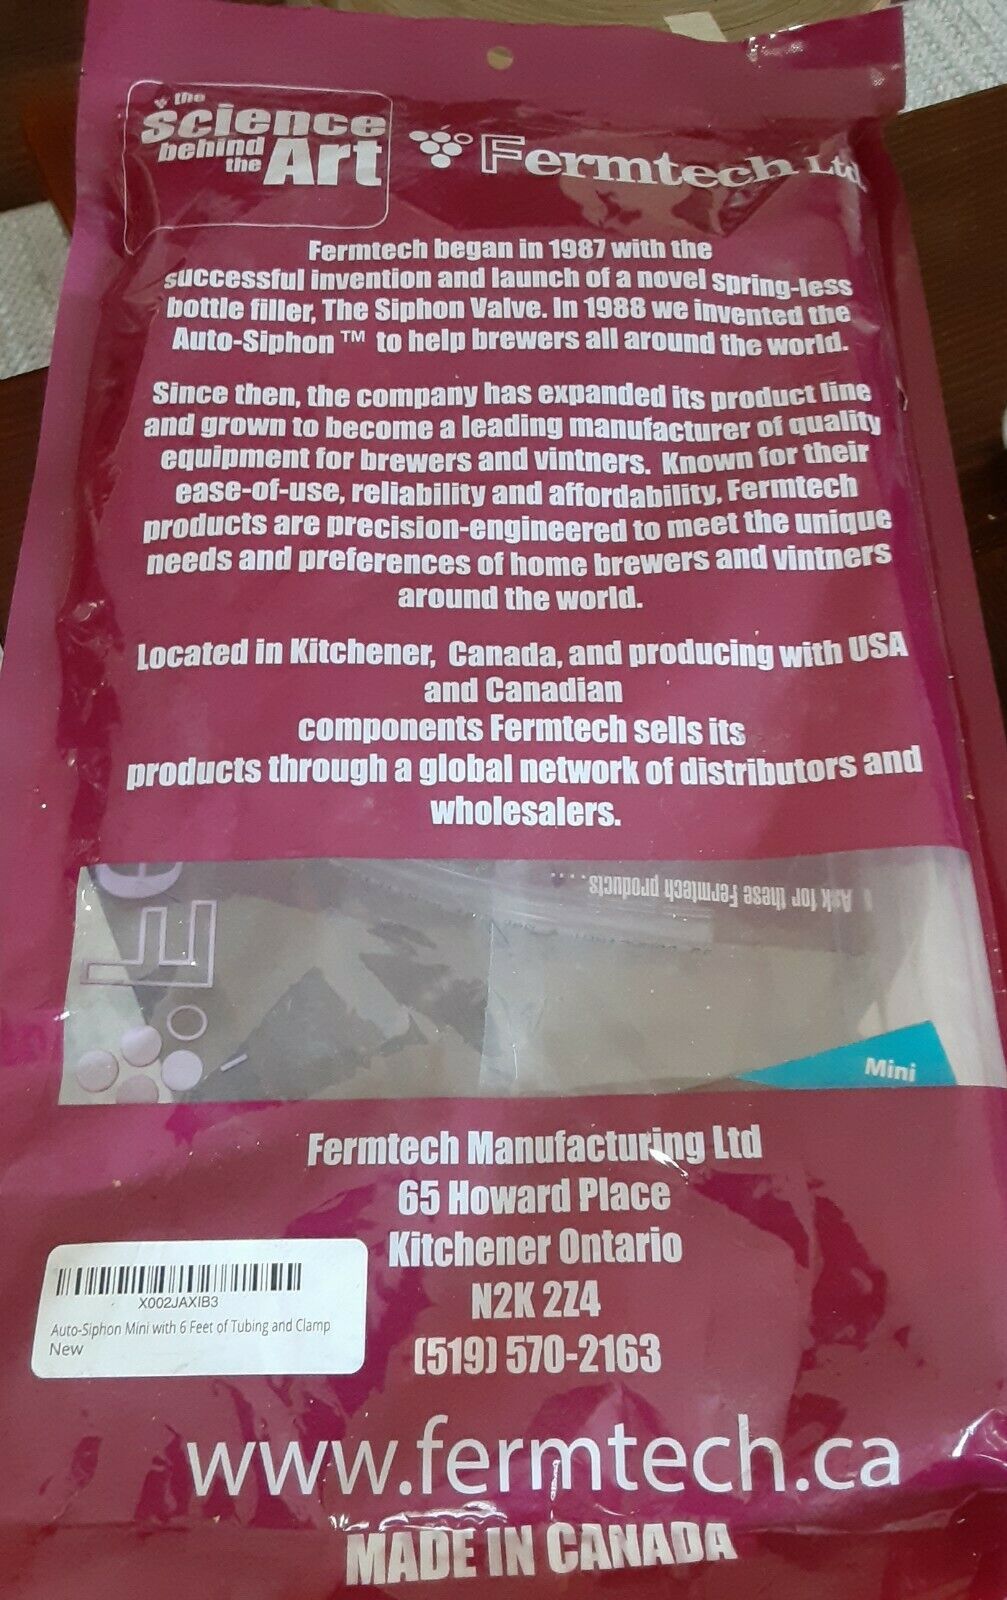 the
science
behind
the Art
Fermtech Ltd.
Fermtech began in 1987 with the
successful invention and launch of a novel spring-less
bottle filler, The Siphon Valve. In 1988 we invented the
Auto-Siphon ™ to help brewers all around the world.
Since then, the company has expanded its product line
and grown to become a leading manufacturer of quality
equipment for brewers and vintners. Known for their
ease-of-use, reliability and affordability, Fermtech
products are precision-engineered to meet the unique
needs and preferences of home brewers and vintners
around the world.
Located in Kitchener, Canada, and producing with USA
and Canadian
components Fermtech sells its
products through a global network of distributors and
wholesalers.
Ask for these Fermtech products....
Mini
Fermtech Manufacturing Ltd
65 Howard Place
Kitchener Ontario
N2K 2Z4
(519) 570-2163
X002JAXIB3
Auto-Siphon Mini with 6 Feet of Tubing and Clamp
New
www.fermtech.ca
MADE IN CANADA